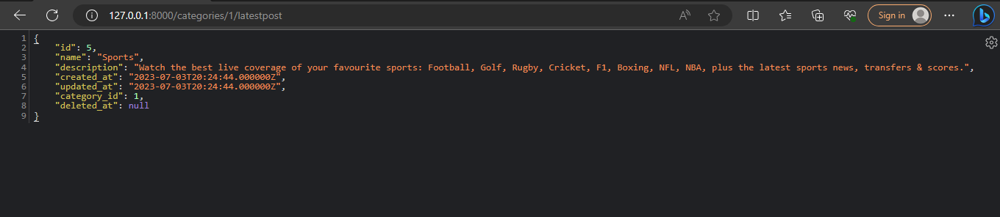 127.0.0.1:8000/categories/1/latestpost
Sign in
1 {
2 "id": 5,
3 "name": "Sports",
4 "description": "Watch the best live coverage of your favourite sports: Football, Golf, Rugby, Cricket, F1, Boxing, NFL, NBA, plus the latest sports news, transfers & scores.",
5 "created_at": "2023-07-03T20:24:44.000000Z",
6 "updated_at": "2023-07-03T20:24:44.000000Z",
7 "category_id": 1,
8 "deleted_at": null
9 }